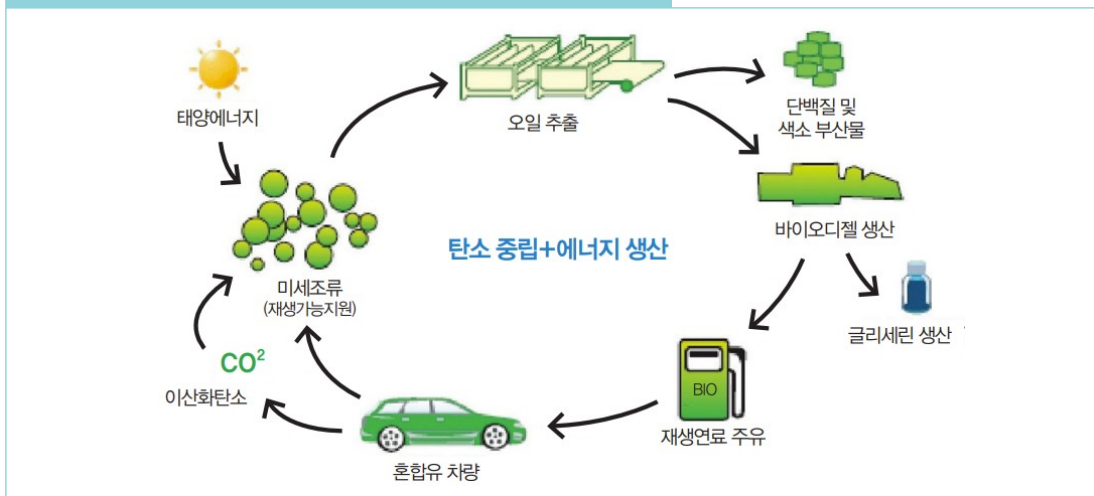 태양에너지
오일 추출
단백질 및
색소 부산물
바이오디젤 생산
탄소 중립+에너지 생산
미세조류
(재생가능지원)
글리세린 생산
CO²
이산화탄소
BIO
재생연료 주유
혼합유 차량